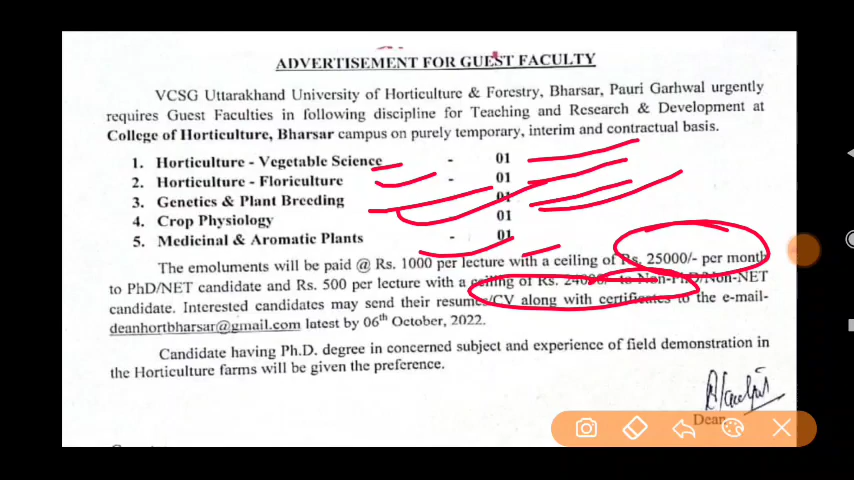 ADVERTISEMENT FOR GUEST FACULTY
VCSG Uttarakhand University of Horticulture & Forestry, Bharsar, Pauri Garhwal urgently
requires Guest Faculties in following discipline for Teaching and Research & Development at
College of Horticulture, Bharsar campus on purely temporary, interim and contractual basis.
1. Horticulture - Vegetable Science - 01
2. Horticulture - Floriculture - 01
3. Genetics & Plant Breeding 01
4. Crop Physiology 01
5. Medicinal & Aromatic Plants - 01
The emoluments will be paid @ Rs. 1000 per lecture with a ceiling of Rs. 25000/- per month
to PhD/NET candidate and Rs. 500 per lecture with a ceiling of Rs. to Non-PhD/Non-NET
candidate. Interested candidates may send their resumes/CV along with certificates to the e-mail-
deanhortbharsar@gmail.com latest by 06th October, 2022.
Candidate having Ph.D. degree in concerned subject and experience of field demonstration in
the Horticulture farms will be given the preference.
Dean